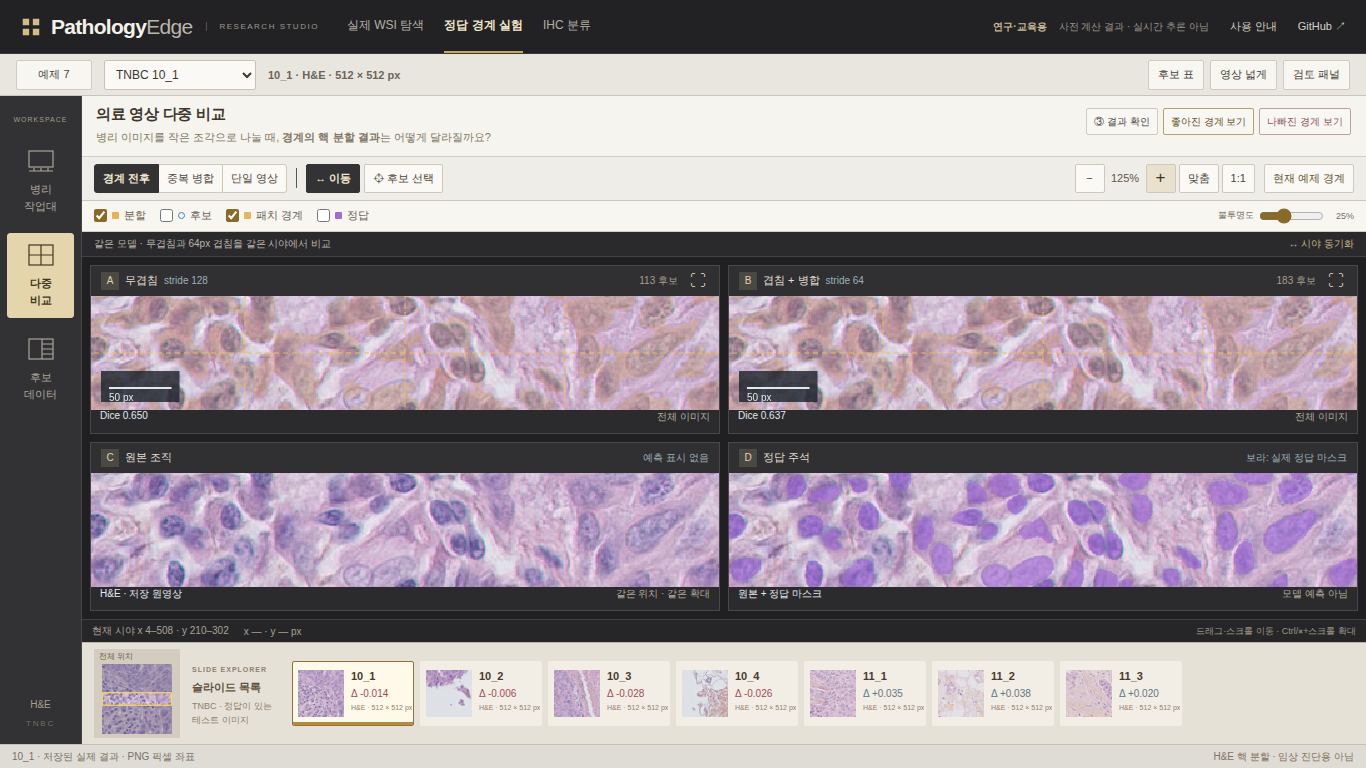 PathologyEdge RESEARCH STUDIO 실제 WSI 탐색 정답 경계 실험 IHC 분류 연구·교육용 사전 계산 결과 · 실시간 추론 아님 사용 안내 GitHub ↗
예제 7 TNBC 10_1 10_1 · H&E · 512 × 512 px 후보 표 영상 넓게 검토 패널
WORKSPACE
병리
작업대
다중
비교
후보
데이터
H&E
TNBC
의료 영상 다중 비교
병리 이미지를 작은 조각으로 나눌 때, 경계의 핵 분할 결과는 어떻게 달라질까요?
③ 결과 확인 좋아진 경계 보기 나빠진 경계 보기
경계 전후 중복 병합 단일 영상 ↔ 이동 후보 선택 − 125% + 맞춤 1:1 현재 예제 경계
분할 후보 패치 경계 정답 불투명도 25%
같은 모델 · 무겹침과 64px 겹침을 같은 시야에서 비교 ↔ 시야 동기화
A 무겹침 stride 128 113 후보
50 px
Dice 0.650 전체 이미지
B 겹침 + 병합 stride 64 183 후보
50 px
Dice 0.637 전체 이미지
C 원본 조직 예측 표시 없음
H&E · 저장 원영상 같은 위치 · 같은 확대
D 정답 주석 보라: 실제 정답 마스크
원본 + 정답 마스크 모델 예측 아님
현재 시야 x 4–508 · y 210–302 x — · y — px 드래그·스크롤 이동 · Ctrl/⌘+스크롤 확대
전체 위치
SLIDE EXPLORER
슬라이드 목록
TNBC · 정답이 있는
테스트 이미지
10_1
Δ -0.014
H&E · 512 × 512 px
10_2
Δ -0.006
H&E · 512 × 512 px
10_3
Δ -0.028
H&E · 512 × 512 px
10_4
Δ -0.026
H&E · 512 × 512 px
11_1
Δ +0.035
H&E · 512 × 512 px
11_2
Δ +0.038
H&E · 512 × 512 px
11_3
Δ +0.020
H&E · 512 × 512 px
10_1 · 저장된 실제 결과 · PNG 픽셀 좌표 H&E 핵 분할 · 임상 진단용 아님